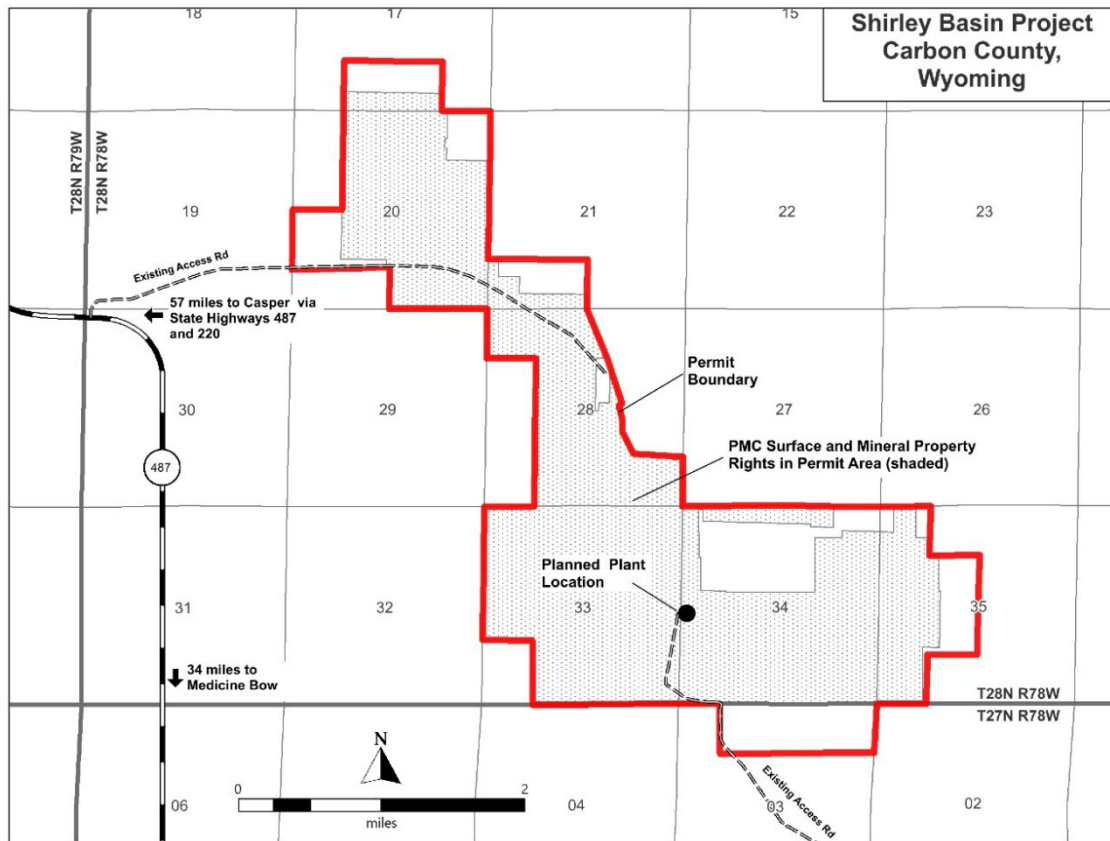 18
17
15
Shirley Basin Project
Carbon County,
Wyoming
T28N R79W
T28N R78W
19
20
21
22
23
Existing Access Rd
57 miles to Casper via
State Highways 487
and 220
Permit
Boundary
30
29
28
27
26
PMC Surface and Mineral Property
Rights in Permit Area (shaded)
487
Planned Plant
Location
31
32
33
34
35
34 miles to
Medicine Bow
T28N R78W
T27N R78W
N
0
2
miles
06
04
03
02
Existing Access Rd